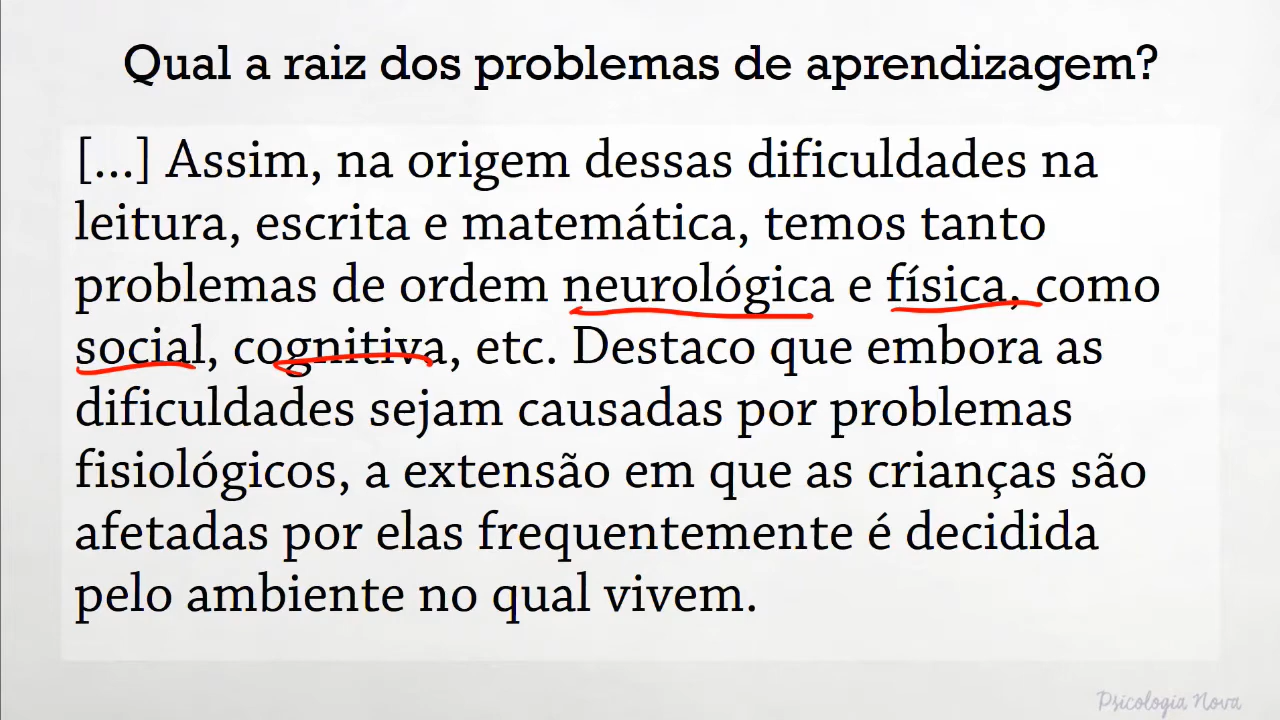 Qual a raiz dos problemas de aprendizagem?
[...] Assim, na origem dessas dificuldades na
leitura, escrita e matemática, temos tanto
problemas de ordem neurológica e física, como
social, cognitiva, etc. Destaco que embora as
dificuldades sejam causadas por problemas
fisiológicos, a extensão em que as crianças são
afetadas por elas frequentemente é decidida
pelo ambiente no qual vivem.
Psicologia Nova